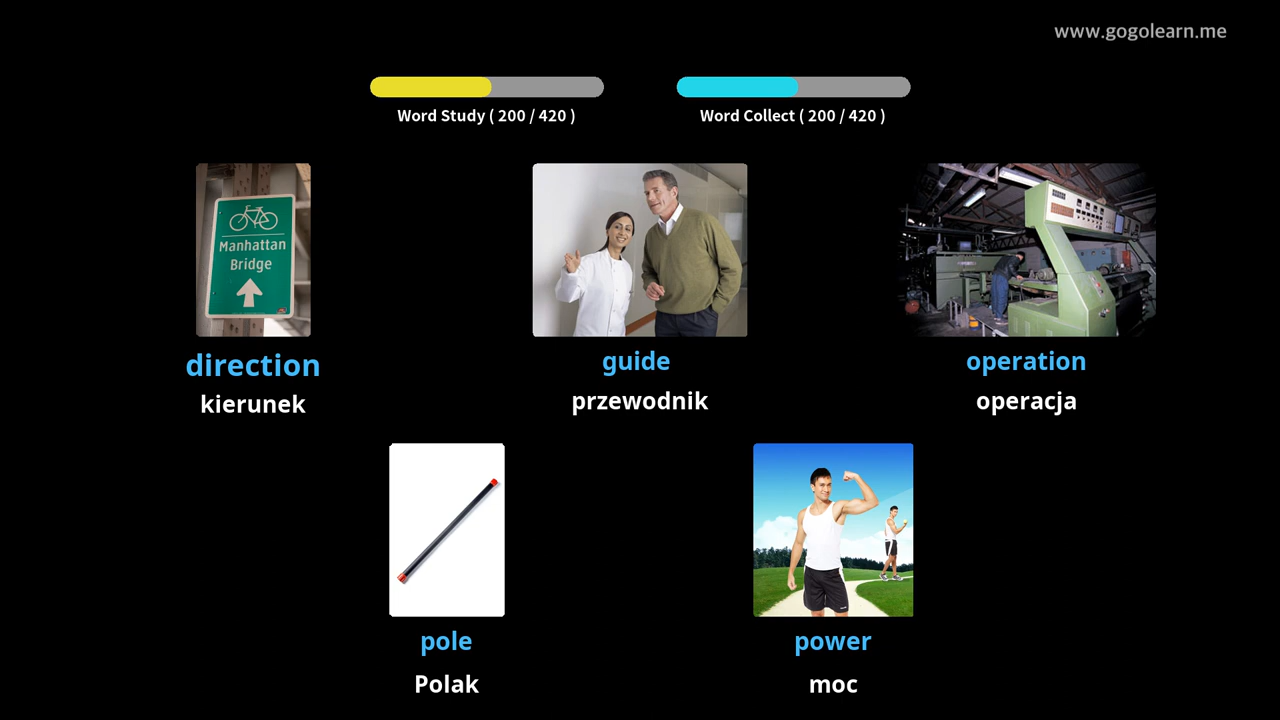 www.gogolearn.me
Word Study ( 200 / 420 )
Word Collect ( 200 / 420 )
Manhattan
Bridge
direction
kierunek
guide
przewodnik
operation
operacja
pole
Polak
power
moc